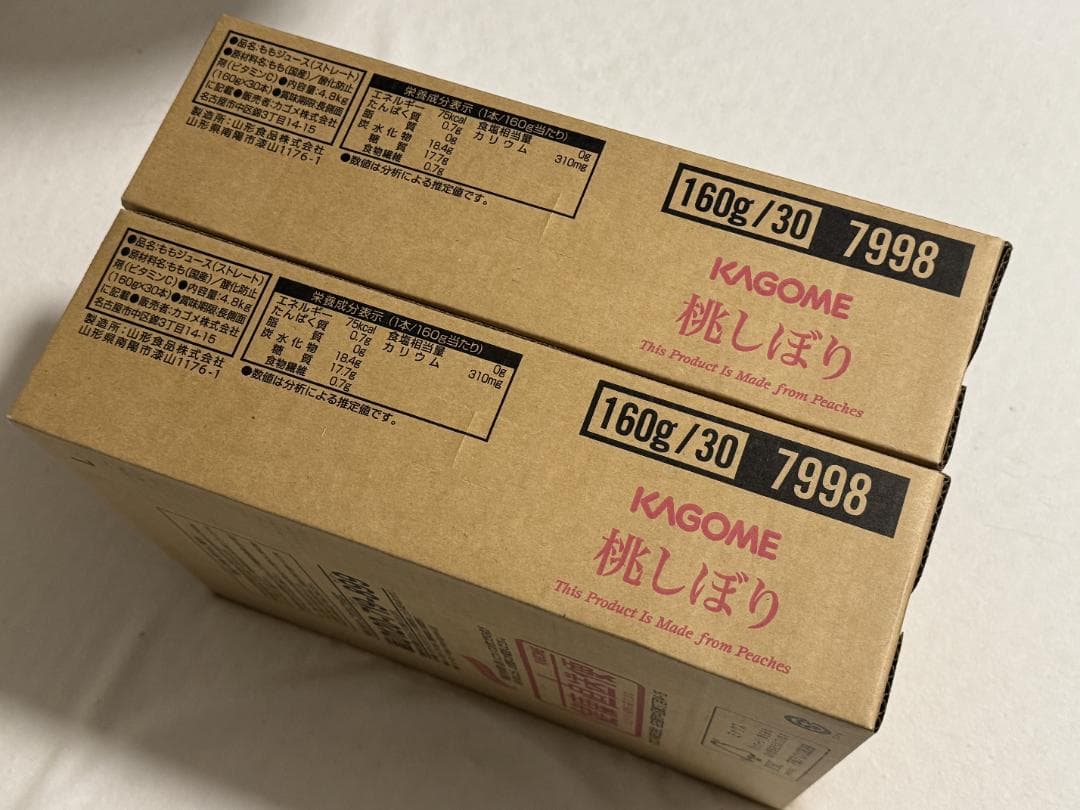 ●品名:ももジュース(ストレート)
●原材料名:もも(国産)/酸化防止
剤(ビタミンC)●内容量:4.8kg
(160g×30本)●賞味期限:長側面
に記載●販売者:カゴメ株式会社
名古屋市中区錦3丁目14-15
製造所:山形食品株式会社
山形県南陽市漆山1176-1
栄養成分表示(1本/160g当たり)
エネルギー 75kcal 食塩相当量 0g
たんぱく質 0.7g カリウム 310mg
脂質 0g
炭水化物 18.4g
糖質 17.7g
食物繊維 0.7g
●数値は分析による推定値です。
160g/30 7998
KAGOME
桃しぼり
This Product Is Made from Peaches
●品名:ももジュース(ストレート)
●原材料名:もも(国産)/酸化防止
剤(ビタミンC)●内容量:4.8kg
(160g×30本)●賞味期限:長側面
に記載●販売者:カゴメ株式会社
名古屋市中区錦3丁目14-15
製造所:山形食品株式会社
山形県南陽市漆山1176-1
栄養成分表示(1本/160g当たり)
エネルギー 75kcal 食塩相当量 0g
たんぱく質 0.7g カリウム 310mg
脂質 0g
炭水化物 18.4g
糖質 17.7g
食物繊維 0.7g
●数値は分析による推定値です。
160g/30 7998
KAGOME
桃しぼり
This Product Is Made from Peaches